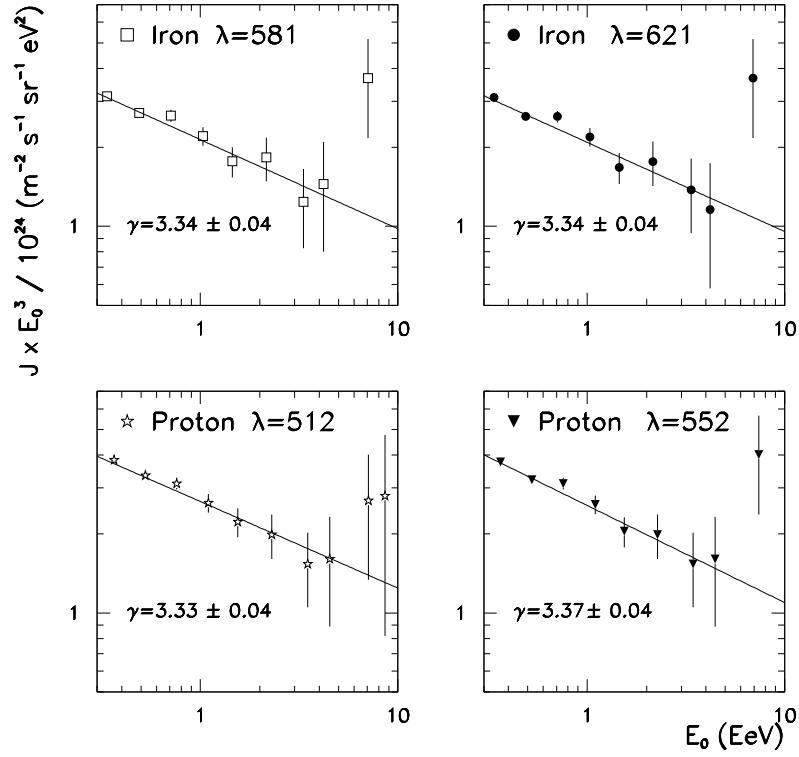 J x E₀³ / 10²⁴ (m⁻² s⁻¹ sr⁻¹ eV²)
Iron λ=581
1
γ=3.34 ± 0.04
1 10
Iron λ=621
1
γ=3.34 ± 0.04
1 10
Proton λ=512
1
γ=3.33 ± 0.04
1 10
Proton λ=552
1
γ=3.37± 0.04
1 10
E₀ (EeV)